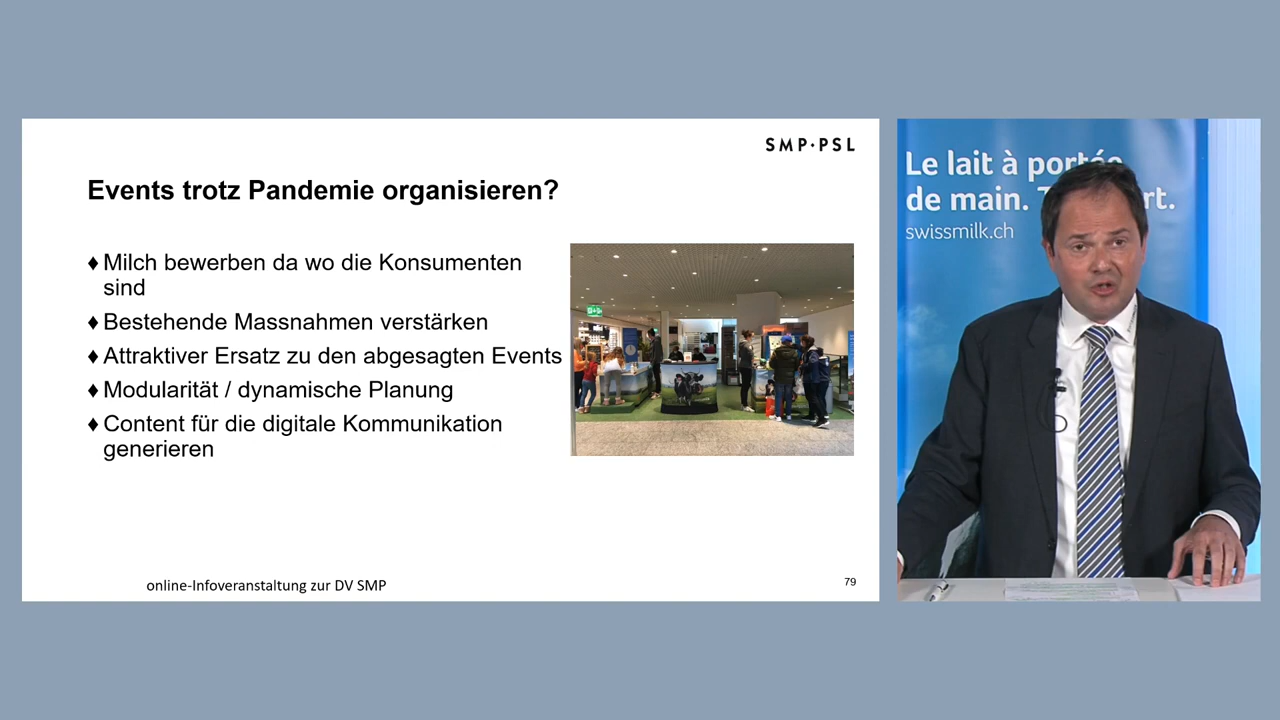 SMP·PSL
Events trotz Pandemie organisieren?
♦ Milch bewerben da wo die Konsumenten
sind
♦ Bestehende Massnahmen verstärken
♦ Attraktiver Ersatz zu den abgesagten Events
♦ Modularität / dynamische Planung
♦ Content für die digitale Kommunikation
generieren
online-Infoveranstaltung zur DV SMP
79
Le lait à portée
de main. rt.
swissmilk.ch